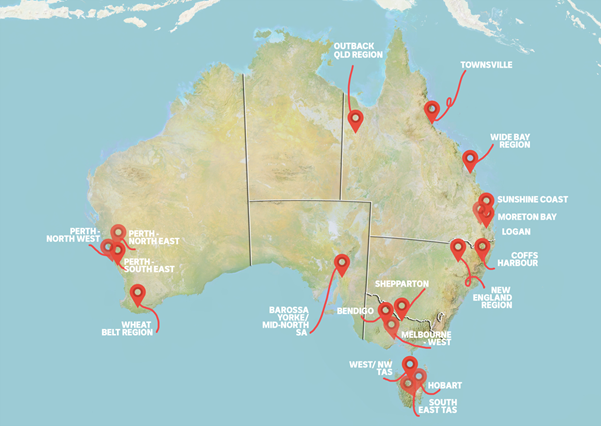 OUTBACK
QLD REGION
TOWNSVILLE
WIDE BAY
REGION
SUNSHINE COAST
MORETON BAY
LOGAN
COFFS
HARBOUR
NEW
ENGLAND
REGION
PERTH -
NORTH WEST
PERTH -
NORTH EAST
PERTH -
SOUTH EAST
WHEAT
BELT REGION
BAROSSA
YORKE/
MID-NORTH
SA
SHEPPARTON
BENDIGO
MELBOURNE
- WEST
WEST/ NW
TAS
HOBART
SOUTH
EAST TAS